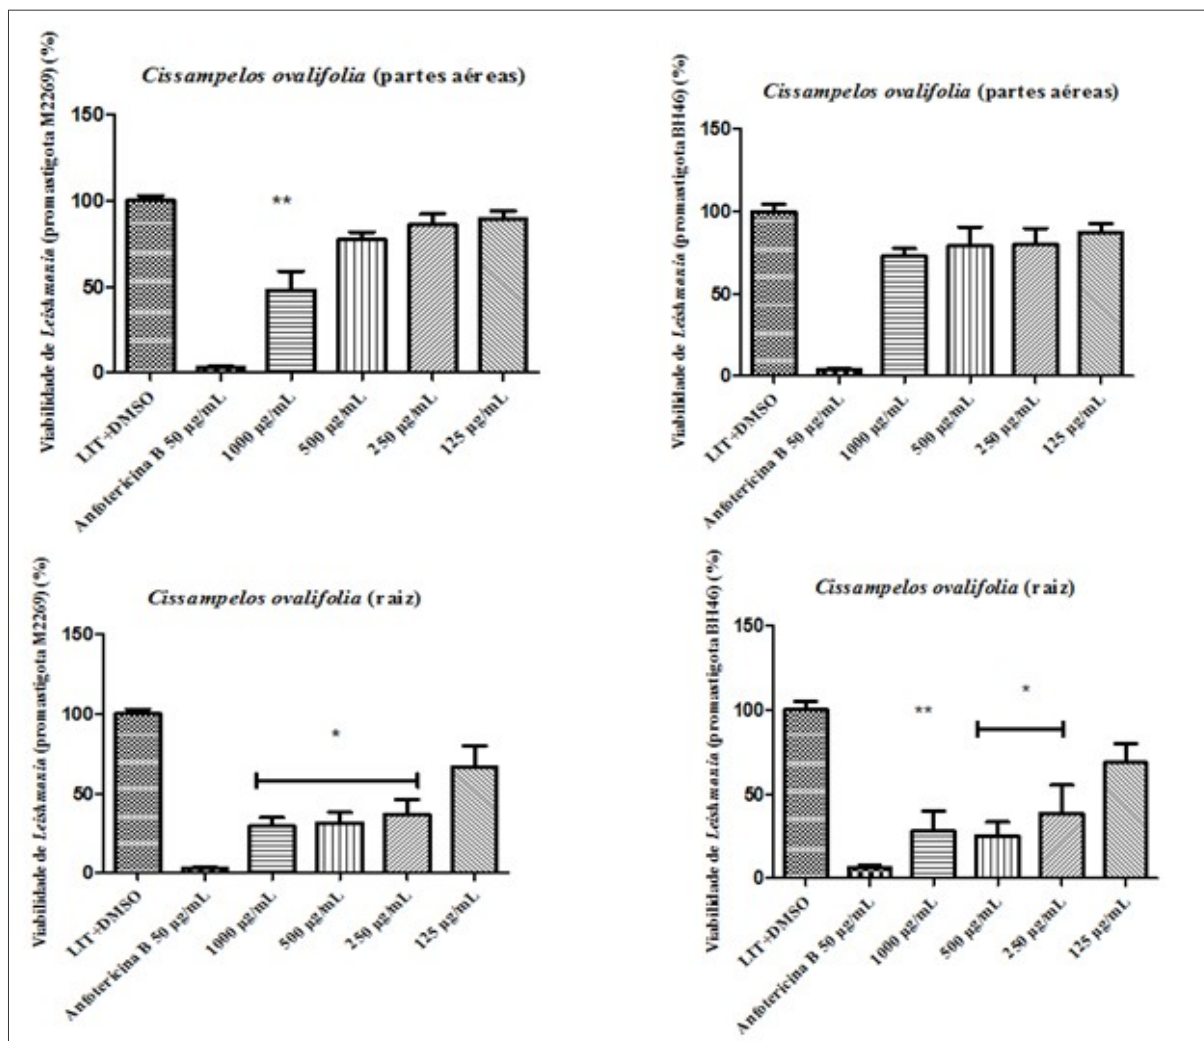 Cissampelos ovalifolia (partes aéreas)
Viabilidade de Leishmania (promastigota M2269) (%)
150
100
50
0
**
LIT+DMSO
Anfotericina B 50 µg/mL
1000 µg/mL
500 µg/mL
250 µg/mL
125 µg/mL
Cissampelos ovalifolia (partes aéreas)
Viabilidade de Leishmania (promastigota BH46) (%)
150
100
50
0
LIT+DMSO
Anfotericina B 50 µg/mL
1000 µg/mL
500 µg/mL
250 µg/mL
125 µg/mL
Cissampelos ovalifolia (raiz)
Viabilidade de Leishmania (promastigota M2269) (%)
150
100
50
0
*
LIT+DMSO
Anfotericina B 50 µg/mL
1000 µg/mL
500 µg/mL
250 µg/mL
125 µg/mL
Cissampelos ovalifolia (raiz)
Viabilidade de Leishmania (promastigota BH46) (%)
150
100
50
0
**
*
LIT+DMSO
Anfotericina B 50 µg/mL
1000 µg/mL
500 µg/mL
250 µg/mL
125 µg/mL